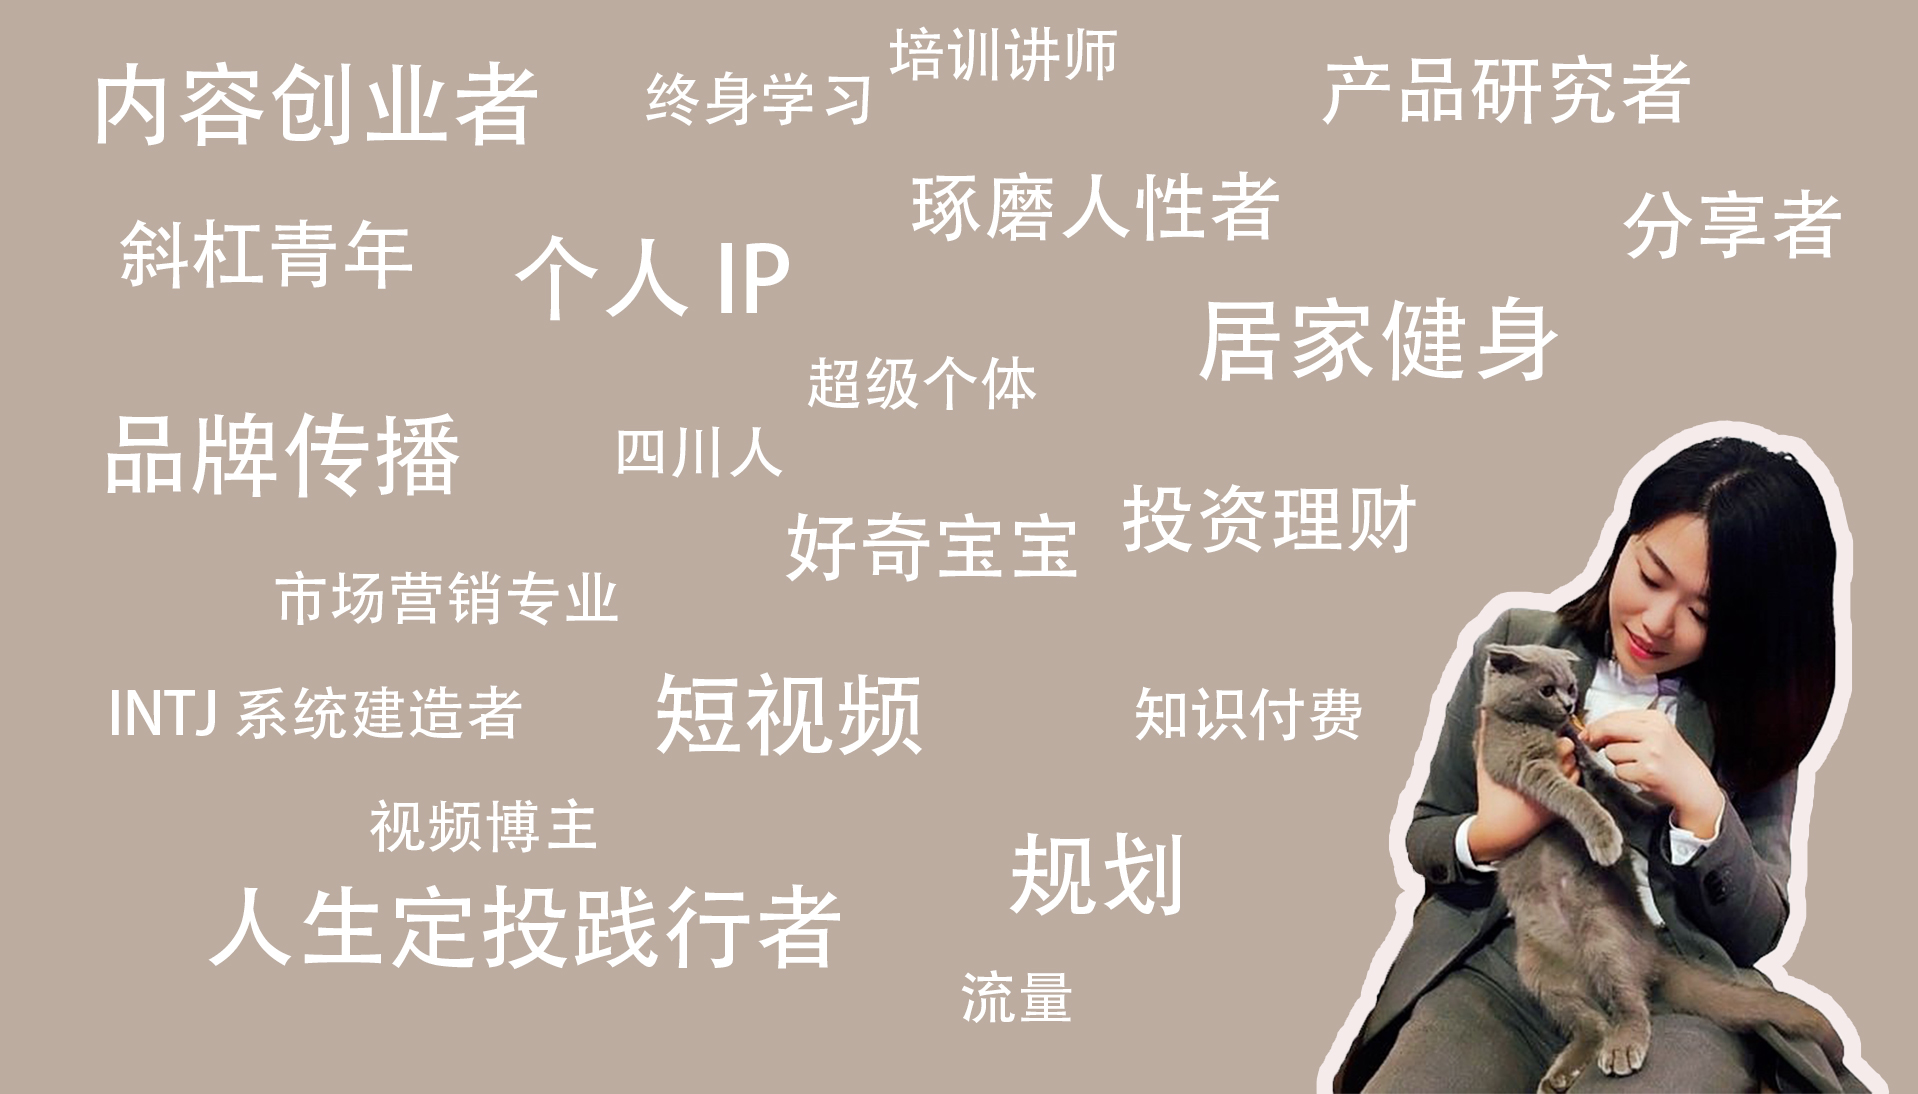 培训讲师
内容创业者
终身学习
产品研究者
琢磨人性者
分享者
斜杠青年
个人 IP
居家健身
超级个体
品牌传播
四川人
投资理财
好奇宝宝
市场营销专业
INTJ 系统建造者
短视频
知识付费
视频博主
规划
人生定投践行者
流量